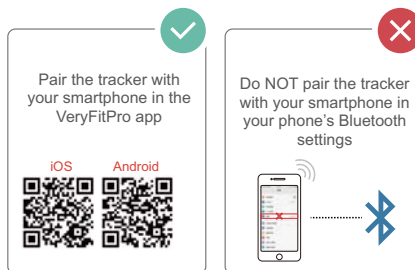 Pair the tracker with
your smartphone in the
VeryFitPro app
iOS Android
Do NOT pair the tracker
with your smartphone in
your phone's Bluetooth
settings